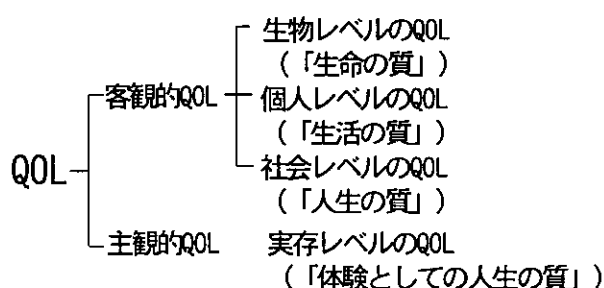 生物レベルのQOL
(「生命の質」)
客観的QOL
個人レベルのQOL
(「生活の質」)
QOL
社会レベルのQOL
(「人生の質」)
主観的QOL 実存レベルのQOL
(「体験としての人生の質」)